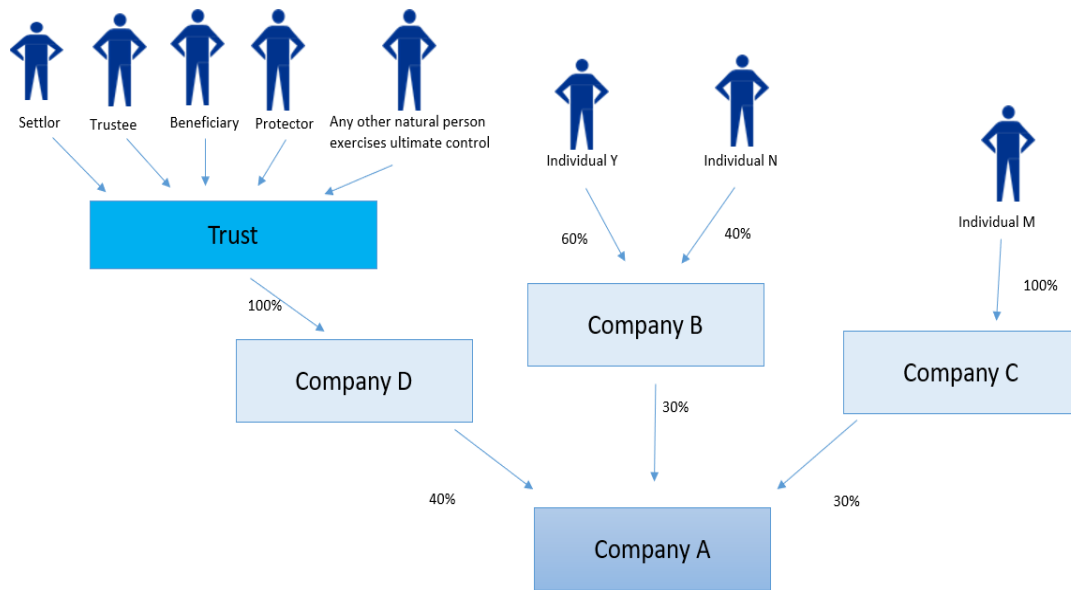 Settlor
Trustee
Beneficiary
Protector
Any other natural person
exercises ultimate control
Individual Y
Individual N
Individual M
Trust
60%
40%
100%
100%
Company B
Company D
Company C
30%
40%
30%
Company A